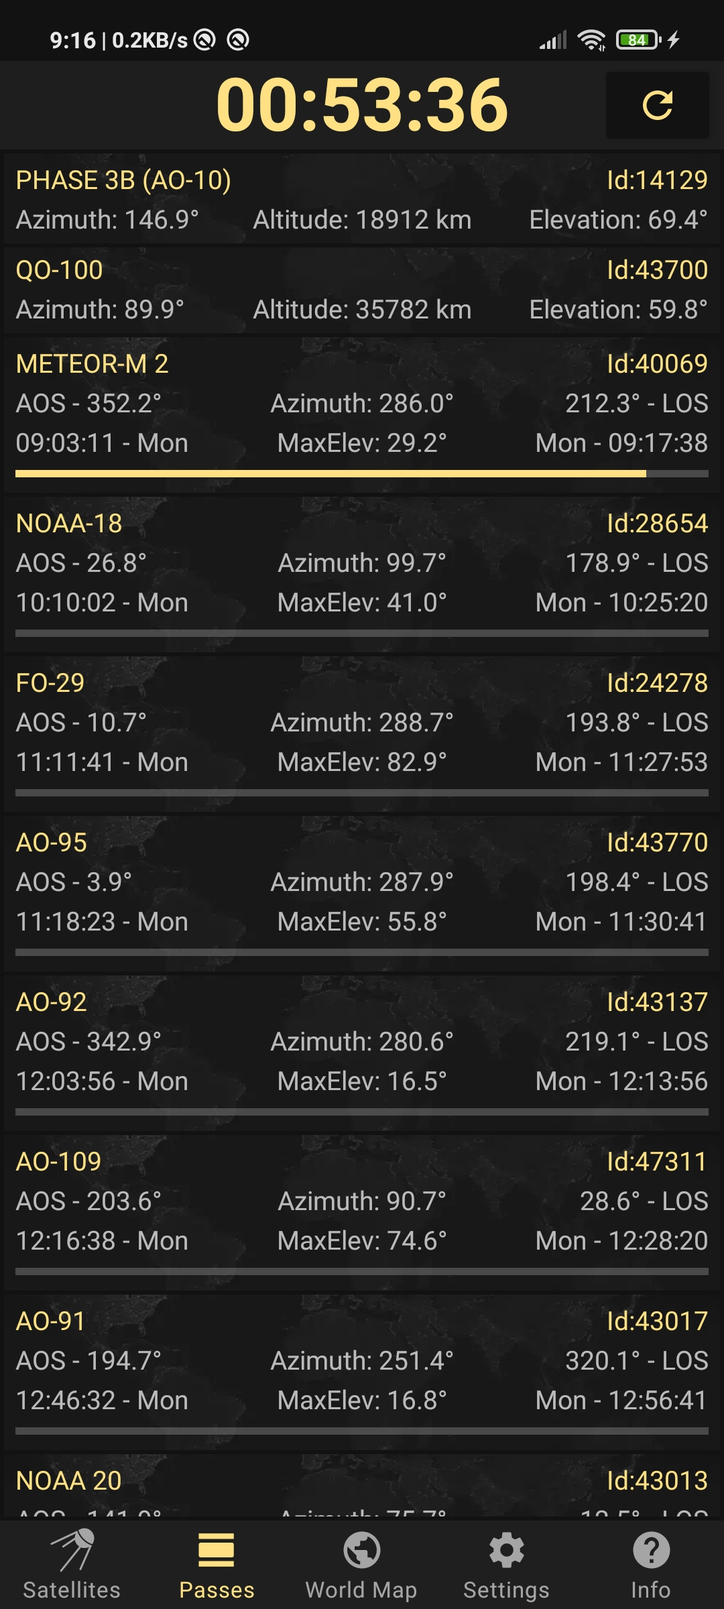 9:16 | 0.2KB/s 84
00:53:36
PHASE 3B (AO-10) Id:14129
Azimuth: 146.9° Altitude: 18912 km Elevation: 69.4°
QO-100 Id:43700
Azimuth: 89.9° Altitude: 35782 km Elevation: 59.8°
METEOR-M 2 Id:40069
AOS - 352.2° Azimuth: 286.0° 212.3° - LOS
09:03:11 - Mon MaxElev: 29.2° Mon - 09:17:38
NOAA-18 Id:28654
AOS - 26.8° Azimuth: 99.7° 178.9° - LOS
10:10:02 - Mon MaxElev: 41.0° Mon - 10:25:20
FO-29 Id:24278
AOS - 10.7° Azimuth: 288.7° 193.8° - LOS
11:11:41 - Mon MaxElev: 82.9° Mon - 11:27:53
AO-95 Id:43770
AOS - 3.9° Azimuth: 287.9° 198.4° - LOS
11:18:23 - Mon MaxElev: 55.8° Mon - 11:30:41
AO-92 Id:43137
AOS - 342.9° Azimuth: 280.6° 219.1° - LOS
12:03:56 - Mon MaxElev: 16.5° Mon - 12:13:56
AO-109 Id:47311
AOS - 203.6° Azimuth: 90.7° 28.6° - LOS
12:16:38 - Mon MaxElev: 74.6° Mon - 12:28:20
AO-91 Id:43017
AOS - 194.7° Azimuth: 251.4° 320.1° - LOS
12:46:32 - Mon MaxElev: 16.8° Mon - 12:56:41
NOAA 20 Id:43013
Satellites Passes World Map Settings Info